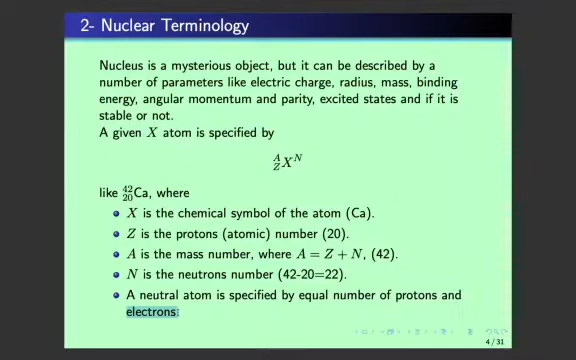 2- Nuclear Terminology
Nucleus is a mysterious object, but it can be described by a
number of parameters like electric charge, radius, mass, binding
energy, angular momentum and parity, excited states and if it is
stable or not.
A given X atom is specified by
$^{A}_{Z}X^{N}$
like $^{42}_{20}$Ca, where
• X is the chemical symbol of the atom (Ca).
• Z is the protons (atomic) number (20).
• A is the mass number, where A = Z + N, (42).
• N is the neutrons number (42-20=22).
• A neutral atom is specified by equal number of protons and
electrons.
4 / 31